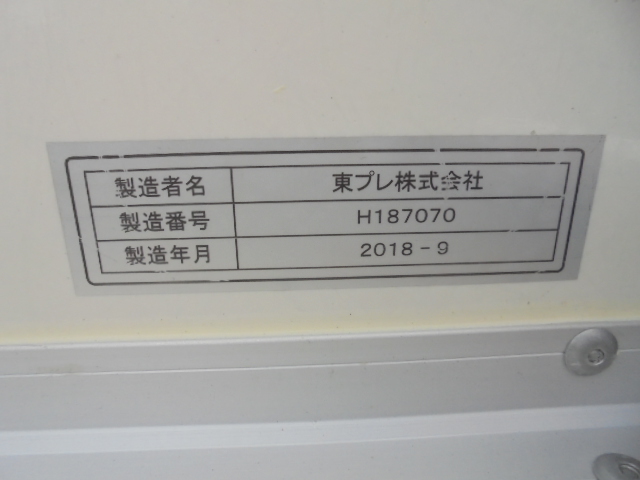 製造者名 東プレ株式会社
製造番号 H187070
製造年月 2018-9